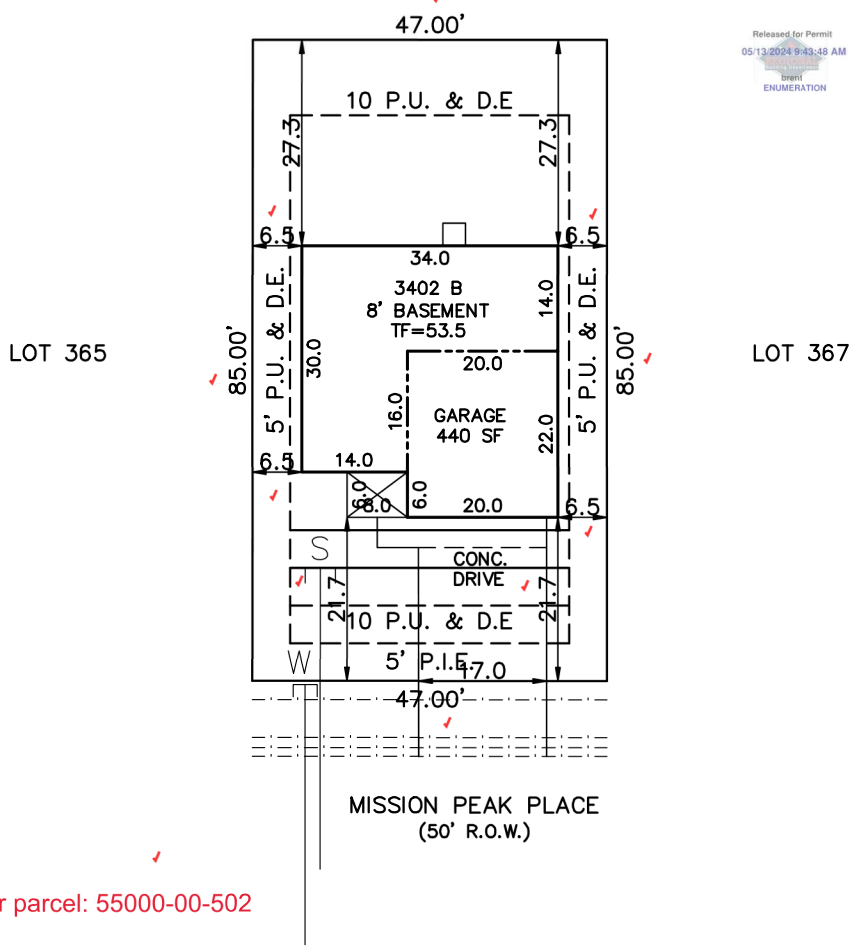 47.00'
Released for Permit
05/13/2024 9:43:48 AM
brent
ENUMERATION
10 P.U. & D.E
27.3
27.3
6.5
6.5
34.0
3402 B
8' BASEMENT
TF=53.5
14.0
5' P.U. & D.E.
5' P.U. & D.E.
LOT 365
85.00'
30.0
20.0
85.00'
LOT 367
16.0
GARAGE
440 SF
22.0
6.5
14.0
6.0
8.0
6.0
20.0
6.5
S
CONC.
DRIVE
21.7
21.7
10 P.U. & D.E
W
5' P.I.E.
17.0
47.00'
MISSION PEAK PLACE
(50' R.O.W.)
r parcel: 55000-00-502